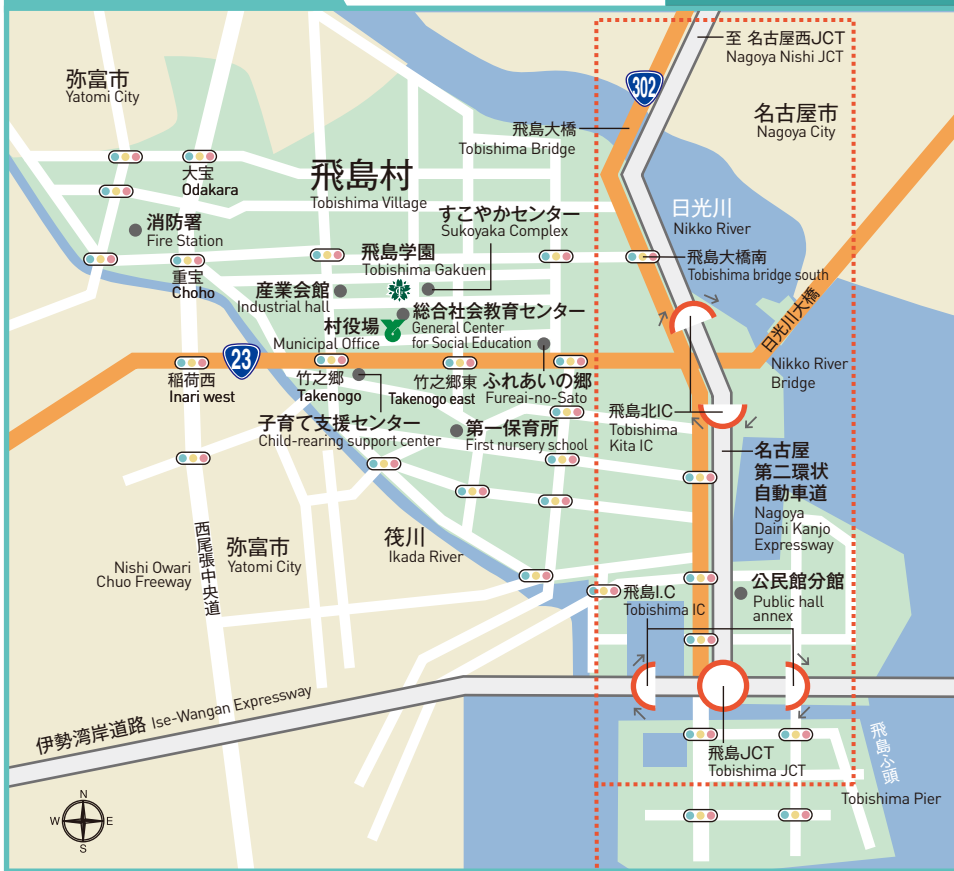 至 名古屋西JCT
Nagoya Nishi JCT
弥富市
Yatomi City
302
名古屋市
Nagoya City
飛島大橋
Tobishima Bridge
大宝
Odakara
飛島村
Tobishima Village
すこやかセンター
Sukoyaka Complex
日光川
Nikko River
消防署
Fire Station
飛島学園
Tobishima Gakuen
飛島大橋南
Tobishima bridge south
重宝
Choho
産業会館
Industrial hall
総合社会教育センター
General Center
for Social Education
村役場
Municipal Office
日光川大橋
Nikko River
Bridge
23
稲荷西
Inari west
竹之郷
Takenogo
竹之郷東
Takenogo east
ふれあいの郷
Fureai-no-Sato
子育て支援センター
Child-rearing support center
第一保育所
First nursery school
飛島北IC
Tobishima
Kita IC
名古屋
第二環状
自動車道
Nagoya
Daini Kanjo
Expressway
西尾張中央道
Nishi Owari
Chuo Freeway
弥富市
Yatomi City
筏川
Ikada River
飛島I.C
Tobishima IC
公民館分館
Public hall
annex
伊勢湾岸道路 Ise-Wangan Expressway
飛島JCT
Tobishima JCT
飛島ふ頭
Tobishima Pier
N
W
E
S